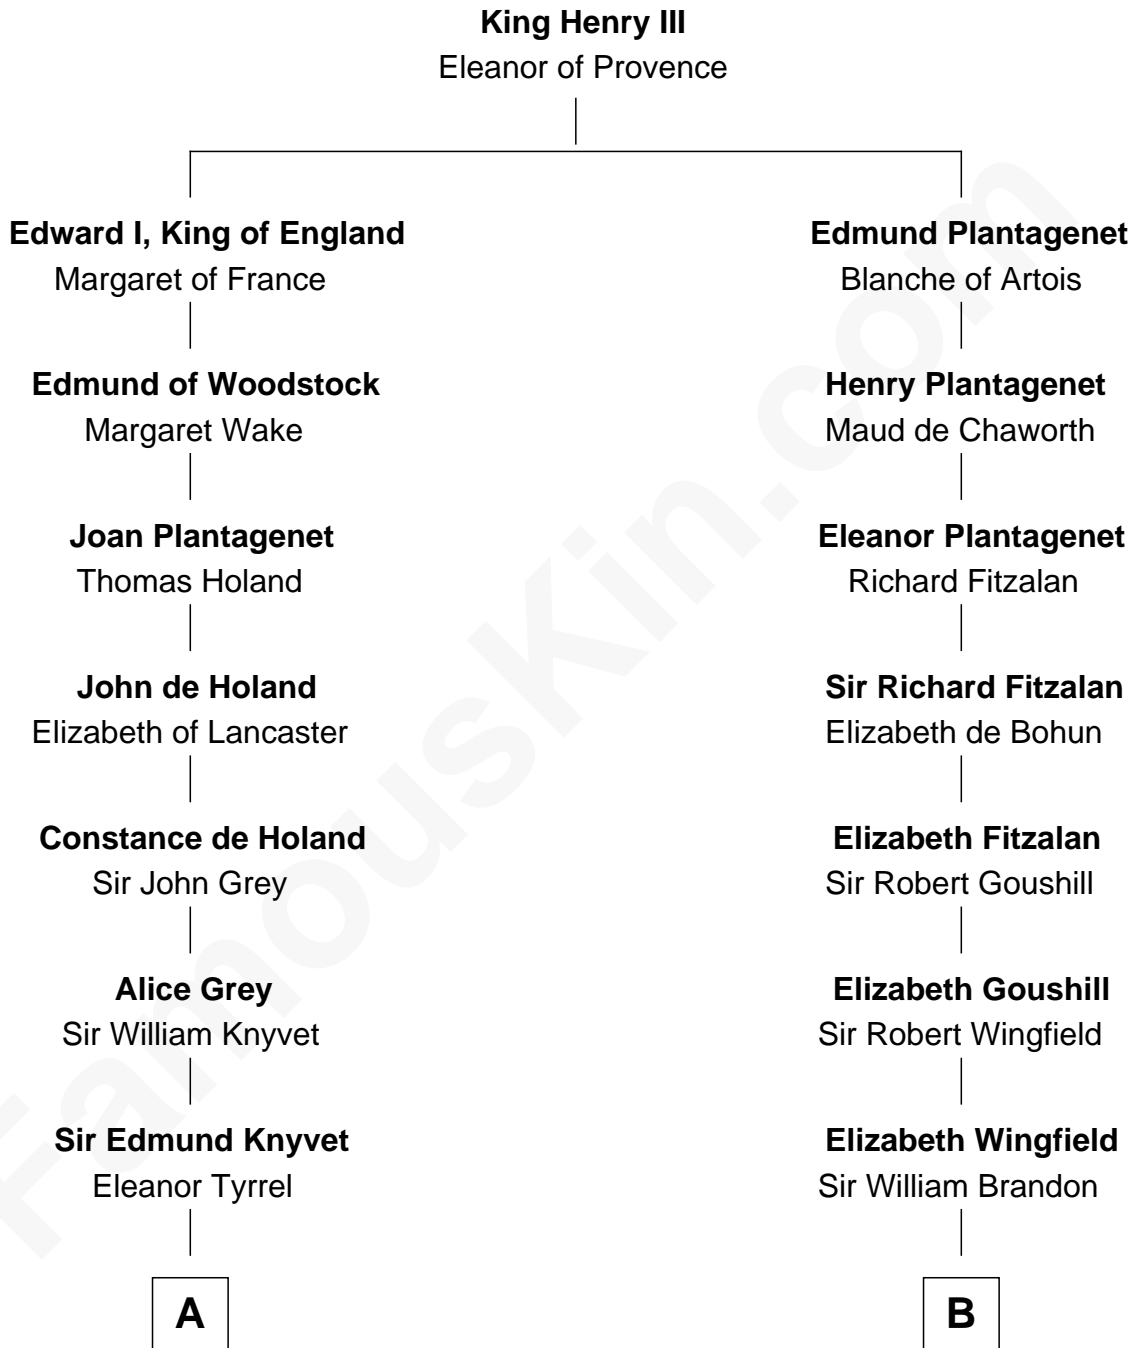 King Henry III
Eleanor of Provence
Edward I, King of England
Margaret of France
Edmund Plantagenet
Blanche of Artois
Edmund of Woodstock
Margaret Wake
Henry Plantagenet
Maud de Chaworth
Joan Plantagenet
Thomas Holand
Eleanor Plantagenet
Richard Fitzalan
John de Holand
Elizabeth of Lancaster
Sir Richard Fitzalan
Elizabeth de Bohun
Constance de Holand
Sir John Grey
Elizabeth Fitzalan
Sir Robert Goushill
Alice Grey
Sir William Knyvet
Elizabeth Goushill
Sir Robert Wingfield
Sir Edmund Knyvet
Eleanor Tyrrel
Elizabeth Wingfield
Sir William Brandon
A
B
FamousKin.com